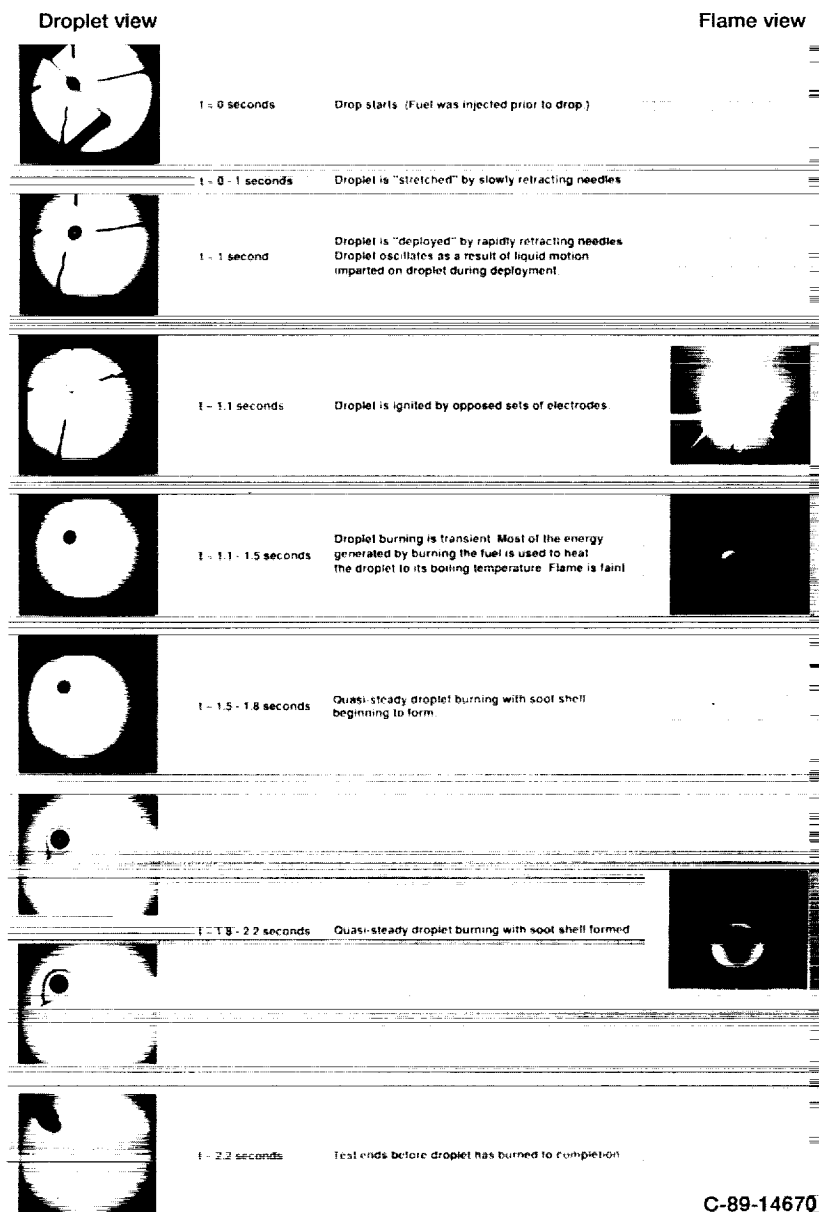 Droplet view
Flame view
t = 0 seconds
Drop starts (Fuel was injected prior to drop.)
t = 0 - 1 seconds
Droplet is "stretched" by slowly retracting needles
t = 1 second
Droplet is "deployed" by rapidly retracting needles
Droplet oscillates as a result of liquid motion
imparted on droplet during deployment.
t = 1.1 seconds
Droplet is ignited by opposed sets of electrodes.
t = 1.1 - 1.5 seconds
Droplet burning is transient. Most of the energy
generated by burning the fuel is used to heat
the droplet to its boiling temperature. Flame is faint
t = 1.5 - 1.8 seconds
Quasi-steady droplet burning with soot shell
beginning to form.
t = 1.8 - 2.2 seconds
Quasi-steady droplet burning with soot shell formed
t = 2.2 seconds
Test ends before droplet has burned to completion
C-89-14670